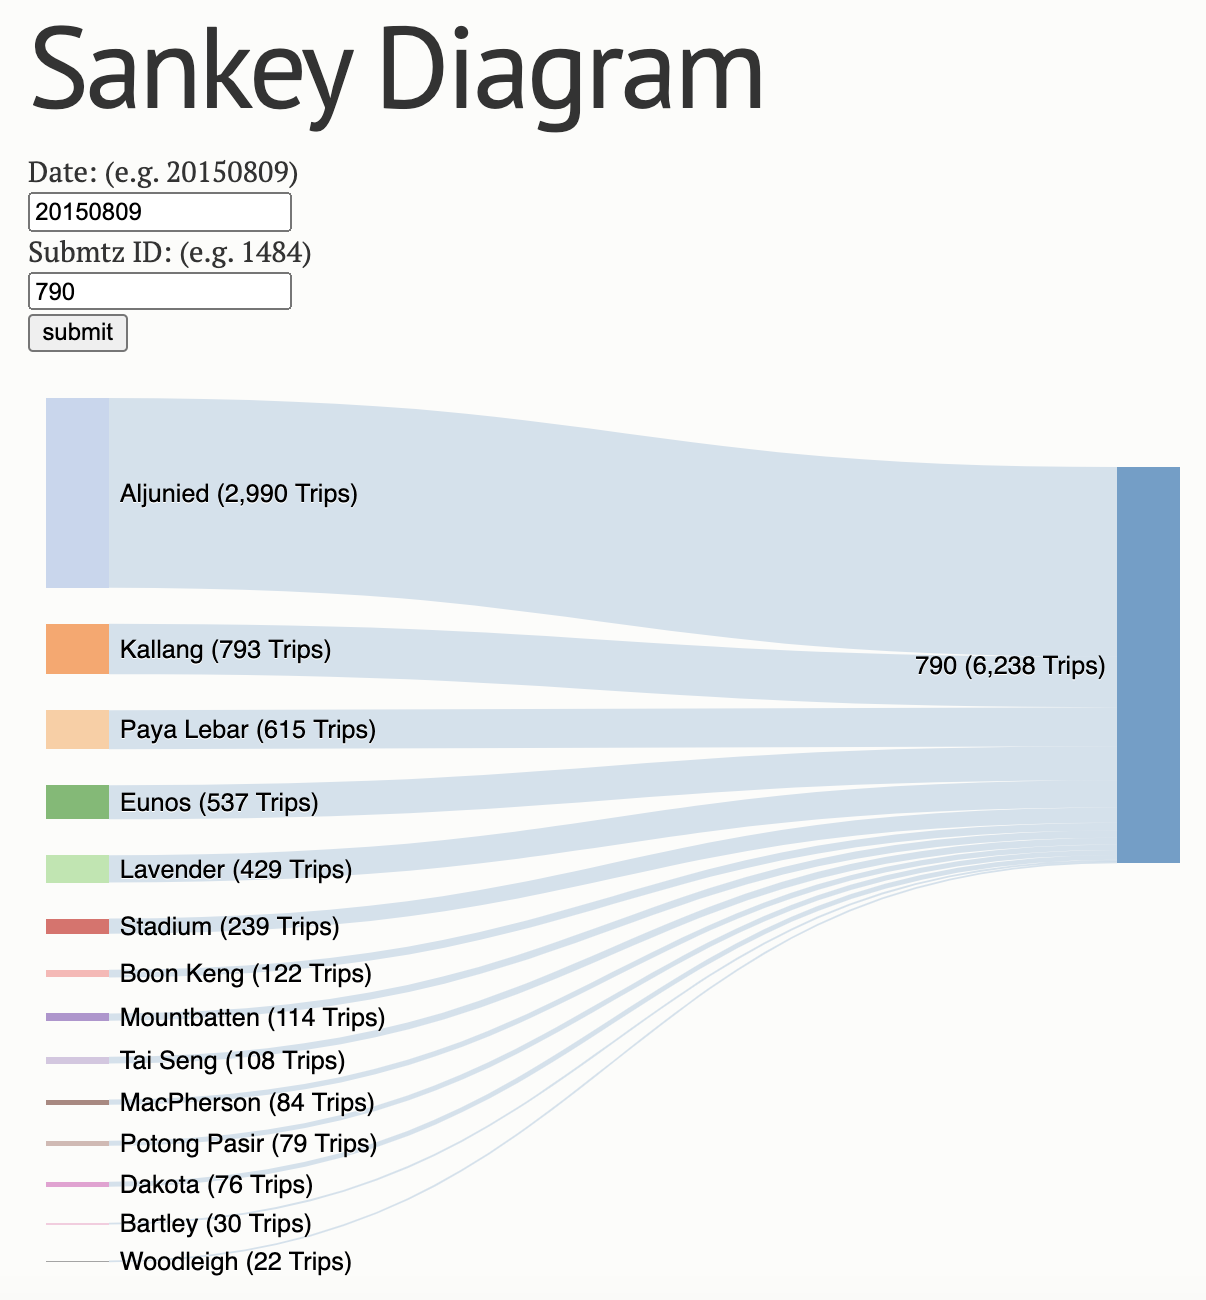 Sankey Diagram
Date: (e.g. 20150809)
20150809
Submtz ID: (e.g. 1484)
790
submit
Aljunied (2,990 Trips)
Kallang (793 Trips)
790 (6,238 Trips)
Paya Lebar (615 Trips)
Eunos (537 Trips)
Lavender (429 Trips)
Stadium (239 Trips)
Boon Keng (122 Trips)
Mountbatten (114 Trips)
Tai Seng (108 Trips)
MacPherson (84 Trips)
Potong Pasir (79 Trips)
Dakota (76 Trips)
Bartley (30 Trips)
Woodleigh (22 Trips)